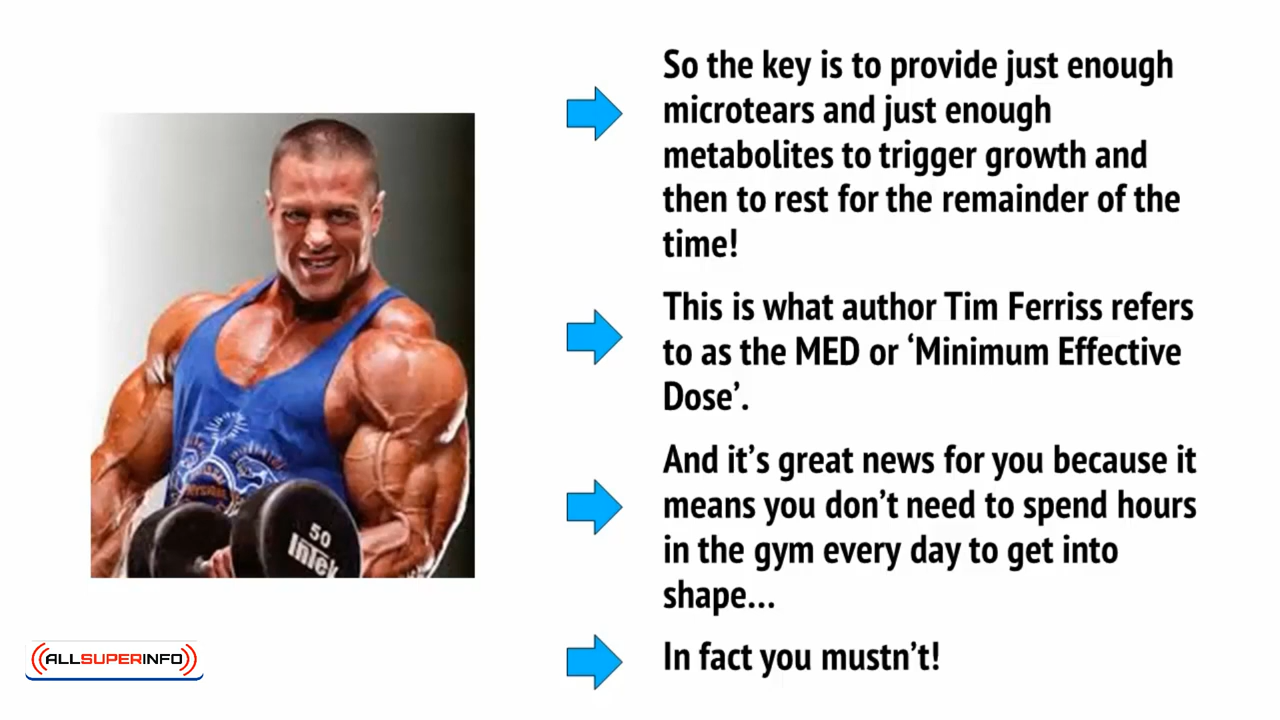 So the key is to provide just enough
microtears and just enough
metabolites to trigger growth and
then to rest for the remainder of the
time!
This is what author Tim Ferriss refers
to as the MED or ‘Minimum Effective
Dose’.
And it’s great news for you because it
means you don’t need to spend hours
in the gym every day to get into
shape...
In fact you mustn’t!
50
InTek
ALLSUPERINFO